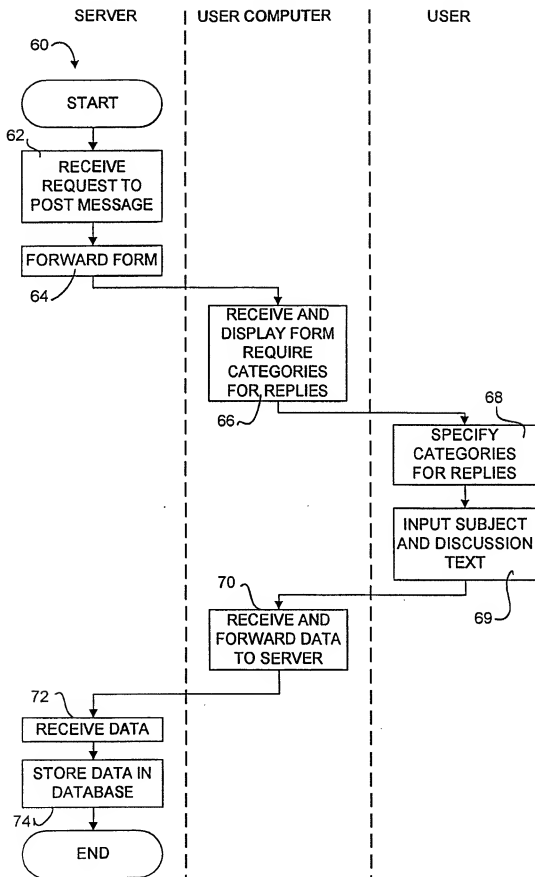 SERVER USER COMPUTER USER
60
START
62
RECEIVE
REQUEST TO
POST MESSAGE
FORWARD FORM
64
RECEIVE AND
DISPLAY FORM
REQUIRE
CATEGORIES
FOR REPLIES
66
68
SPECIFY
CATEGORIES
FOR REPLIES
INPUT SUBJECT
AND DISCUSSION
TEXT
69
70
RECEIVE AND
FORWARD DATA
TO SERVER
72
RECEIVE DATA
STORE DATA IN
DATABASE
74
END